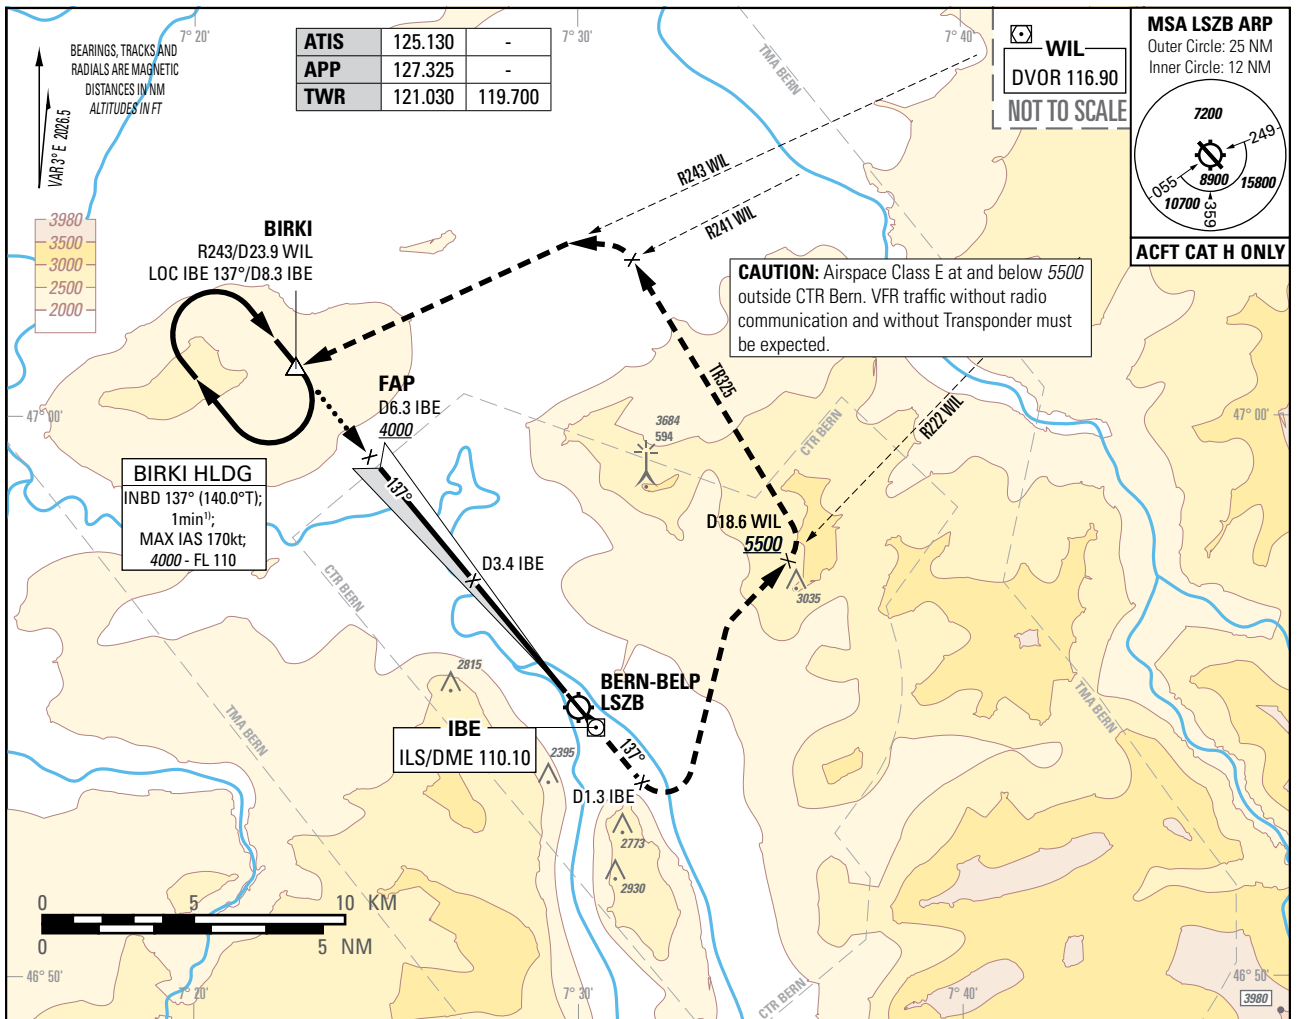 7° 20'
7° 30'
7° 40'
BEARINGS, TRACKS AND
RADIALS ARE MAGNETIC
DISTANCES IN NM
ALTITUDES IN FT
VAR 3° E 2026.5
ATIS 125.130 -
APP 127.325 -
TWR 121.030 119.700
TMA BERN
WIL
DVOR 116.90
NOT TO SCALE
MSA LSZB ARP
Outer Circle: 25 NM
Inner Circle: 12 NM
7200
249
055
8900
15800
10700
359
ACFT CAT H ONLY
3980
3500
3000
2500
2000
BIRKI
R243/D23.9 WIL
LOC IBE 137°/D8.3 IBE
R243 WIL
R241 WIL
CAUTION: Airspace Class E at and below 5500
outside CTR Bern. VFR traffic without radio
communication and without Transponder must
be expected.
TR325
R222 WIL
CTR BERN
47° 00'
47° 00'
FAP
D6.3 IBE
4000
3684
594
BIRKI HLDG
INBD 137° (140.0°T);
1min¹⁾;
MAX IAS 170kt;
4000 - FL 110
137°
D18.6 WIL
5500
3035
D3.4 IBE
CTR BERN
2815
BERN-BELP
LSZB
TMA BERN
TMA BERN
IBE
ILS/DME 110.10
137°
2395
D1.3 IBE
2773
2930
0 5 10 KM
0 5 NM
46° 50'
46° 50'
7° 20'
7° 30'
7° 40'
CTR BERN
3980